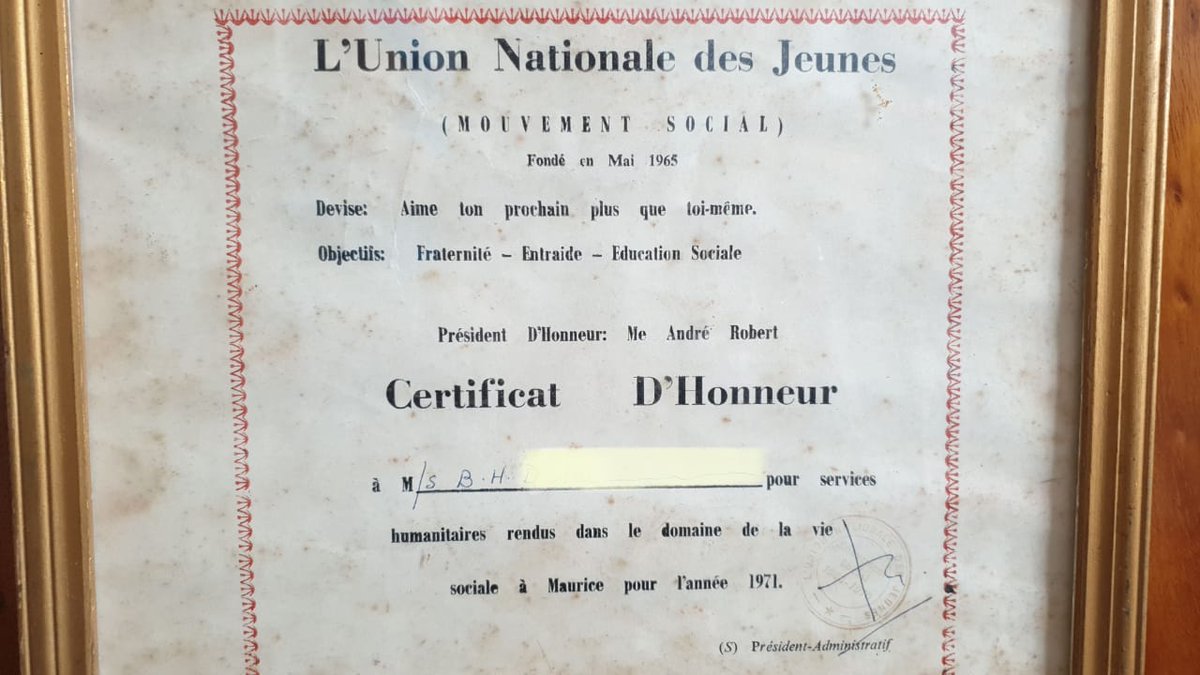 L'Union Nationale des Jeunes
(MOUVEMENT SOCIAL)
Fondé en Mai 1965
Devise: Aime ton prochain plus que toi-même.
Objectifs: Fraternité – Entraide – Education Sociale
Président D'Honneur: Me André Robert
Certificat D'Honneur
à M/S B.H. pour services
humanitaires rendus dans le domaine de la vie
sociale à Maurice pour l'année 1971.
(S) Président-Administratif